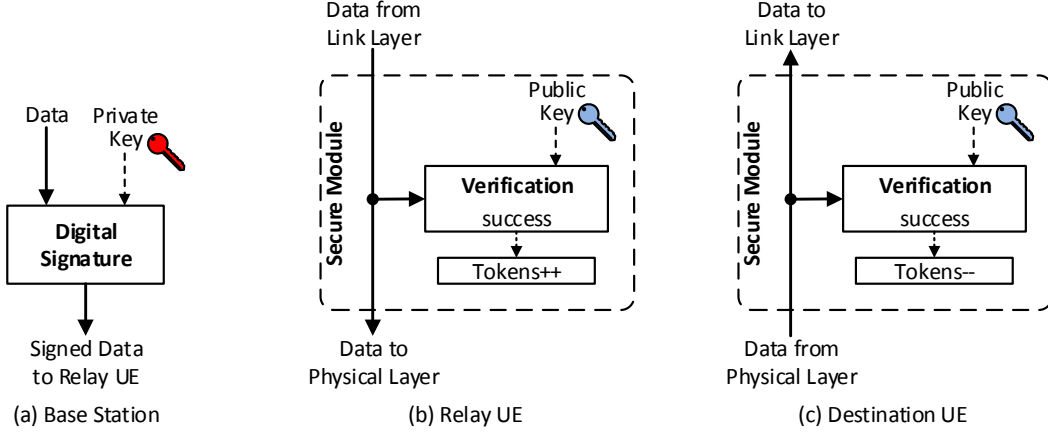 Data
Private
Key
Digital
Signature
Signed Data
to Relay UE
(a) Base Station
Data from
Link Layer
Secure Module
Public
Key
Verification
success
Tokens++
Data to
Physical Layer
(b) Relay UE
Data to
Link Layer
Secure Module
Public
Key
Verification
success
Tokens--
Data from
Physical Layer
(c) Destination UE